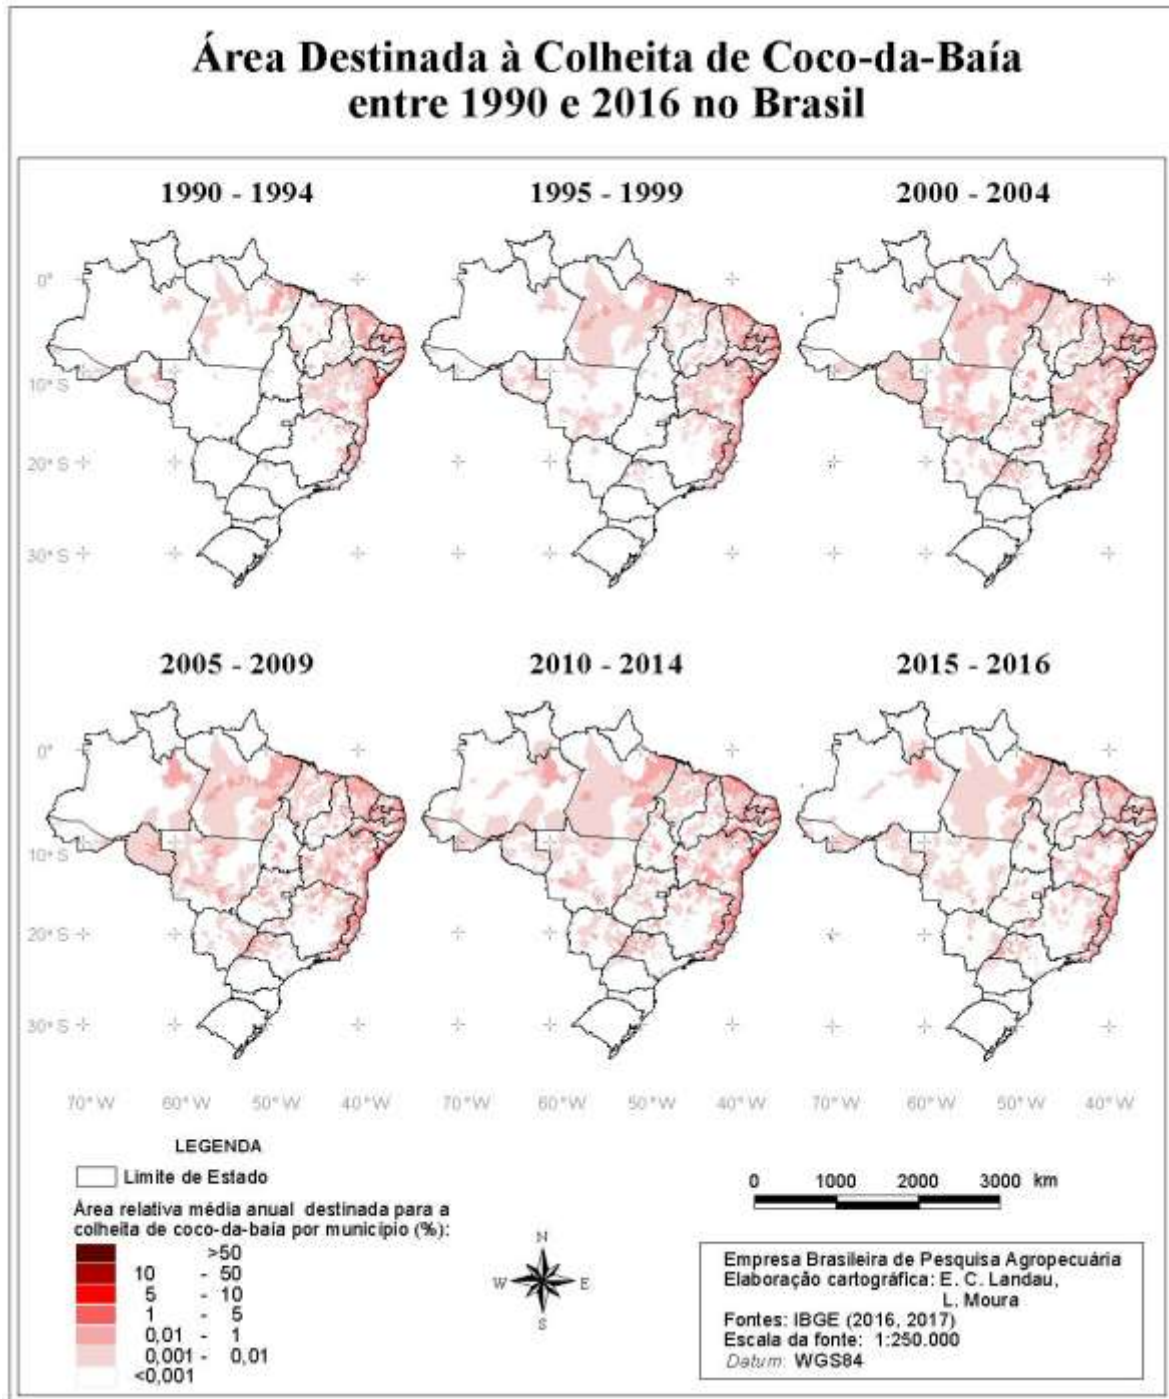 Área Destinada à Colheita de Coco-da-Baía
entre 1990 e 2016 no Brasil
1990 - 1994
1995 - 1999
2000 - 2004
0°
10° S
20° S
30° S
2005 - 2009
2010 - 2014
2015 - 2016
0°
10° S
20° S
30° S
70° W 60° W 50° W 40° W 70° W 60° W 50° W 40° W 70° W 60° W 50° W 40° W
LEGENDA
Limite de Estado
Área relativa média anual destinada para a
colheita de coco-da-baía por município (%):
>50
10 - 50
5 - 10
1 - 5
0,01 - 1
0,001 - 0,01
<0,001
N
W E
S
0 1000 2000 3000 km
Empresa Brasileira de Pesquisa Agropecuária
Elaboração cartográfica: E. C. Landau,
L. Moura
Fontes: IBGE (2016, 2017)
Escala da fonte: 1:250.000
Datum: WGS84